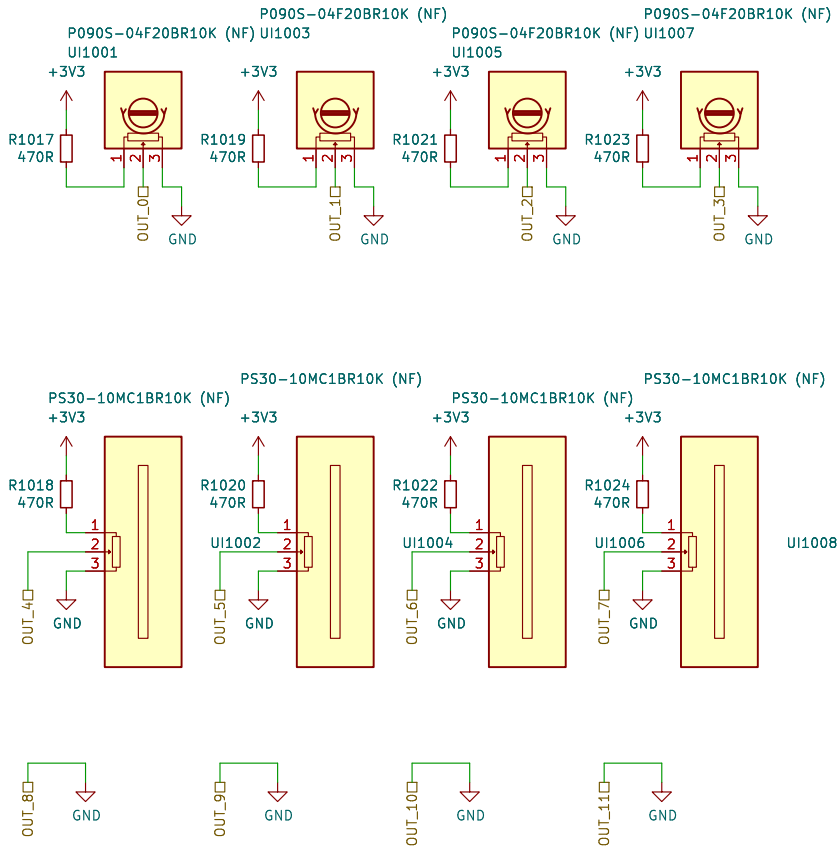 P090S-04F20BR10K (NF)
UI1001
+3V3
R1017
470R
1
2
3
OUT_0
GND
P090S-04F20BR10K (NF)
UI1003
+3V3
R1019
470R
1
2
3
OUT_1
GND
P090S-04F20BR10K (NF)
UI1005
+3V3
R1021
470R
1
2
3
OUT_2
GND
P090S-04F20BR10K (NF)
UI1007
+3V3
R1023
470R
1
2
3
OUT_3
GND
PS30-10MC1BR10K (NF)
+3V3
R1018
470R
1
2
3
UI1002
OUT_4
GND
PS30-10MC1BR10K (NF)
+3V3
R1020
470R
1
2
3
UI1004
OUT_5
GND
PS30-10MC1BR10K (NF)
+3V3
R1022
470R
1
2
3
UI1006
OUT_6
GND
PS30-10MC1BR10K (NF)
+3V3
R1024
470R
1
2
3
UI1008
OUT_7
GND
OUT_8
GND
OUT_9
GND
OUT_10
GND
OUT_11
GND